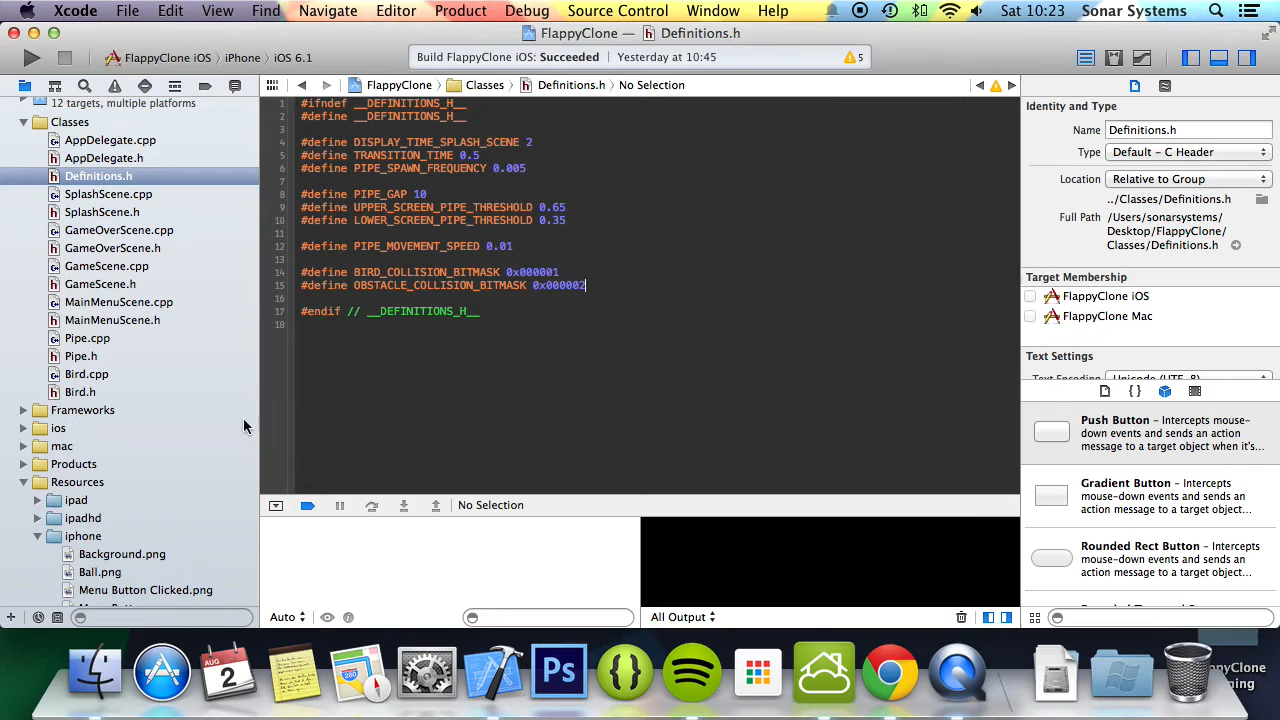 Xcode File Edit View Find Navigate Editor Product Debug Source Control Window Help Sat 10:23 Sonar Systems
FlappyClone — Definitions.h
FlappyClone iOS iPhone iOS 6.1
Build FlappyClone iOS: Succeeded Yesterday at 10:45 5
FlappyClone Classes Definitions.h No Selection
12 targets, multiple platforms
Classes
AppDelegate.cpp
AppDelegate.h
Definitions.h
SplashScene.cpp
SplashScene.h
GameOverScene.cpp
GameOverScene.h
GameScene.cpp
GameScene.h
MainMenuScene.cpp
MainMenuScene.h
Pipe.cpp
Pipe.h
Bird.cpp
Bird.h
Frameworks
ios
mac
Products
Resources
ipad
ipadhd
iphone
Background.png
Ball.png
Menu Button Clicked.png
1 #ifndef __DEFINITIONS_H__
2 #define __DEFINITIONS_H__
3
4 #define DISPLAY_TIME_SPLASH_SCENE 2
5 #define TRANSITION_TIME 0.5
6 #define PIPE_SPAWN_FREQUENCY 0.005
7
8 #define PIPE_GAP 10
9 #define UPPER_SCREEN_PIPE_THRESHOLD 0.65
10 #define LOWER_SCREEN_PIPE_THRESHOLD 0.35
11
12 #define PIPE_MOVEMENT_SPEED 0.01
13
14 #define BIRD_COLLISION_BITMASK 0x000001
15 #define OBSTACLE_COLLISION_BITMASK 0x000002
16
17 #endif // __DEFINITIONS_H__
18
No Selection
Auto
All Output
Identity and Type
Name Definitions.h
Type Default – C Header
Location Relative to Group
../Classes/Definitions.h
Full Path /Users/sonarsystems/
Desktop/FlappyClone/
Classes/Definitions.h
Target Membership
FlappyClone iOS
FlappyClone Mac
Text Settings
Text Encoding Unicode (UTF-8)
Push Button – Intercepts mouse-
down events and sends an action
message to a target object when it's...
Gradient Button – Intercepts
mouse-down events and sends an
action message to a target object...
Rounded Rect Button – Intercepts
mouse-down events and sends an
action message to a target object...
AUG
2
280
Ps